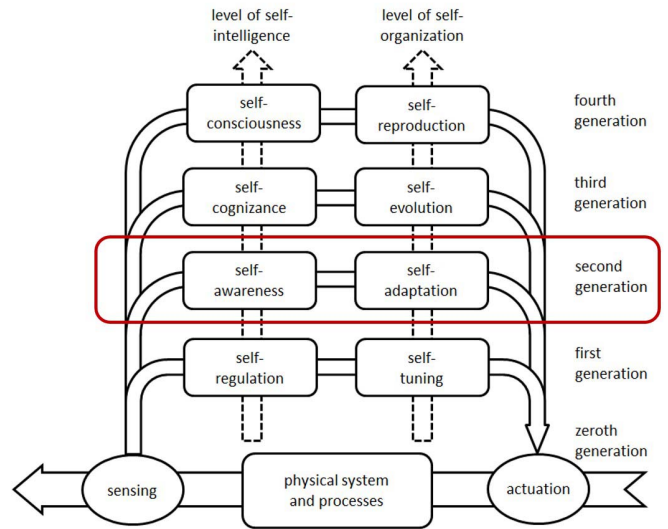 level of self-
intelligence
level of self-
organization
self-
consciousness
self-
reproduction
fourth
generation
self-
cognizance
self-
evolution
third
generation
self-
awareness
self-
adaptation
second
generation
self-
regulation
self-
tuning
first
generation
zeroth
generation
sensing
physical system
and processes
actuation